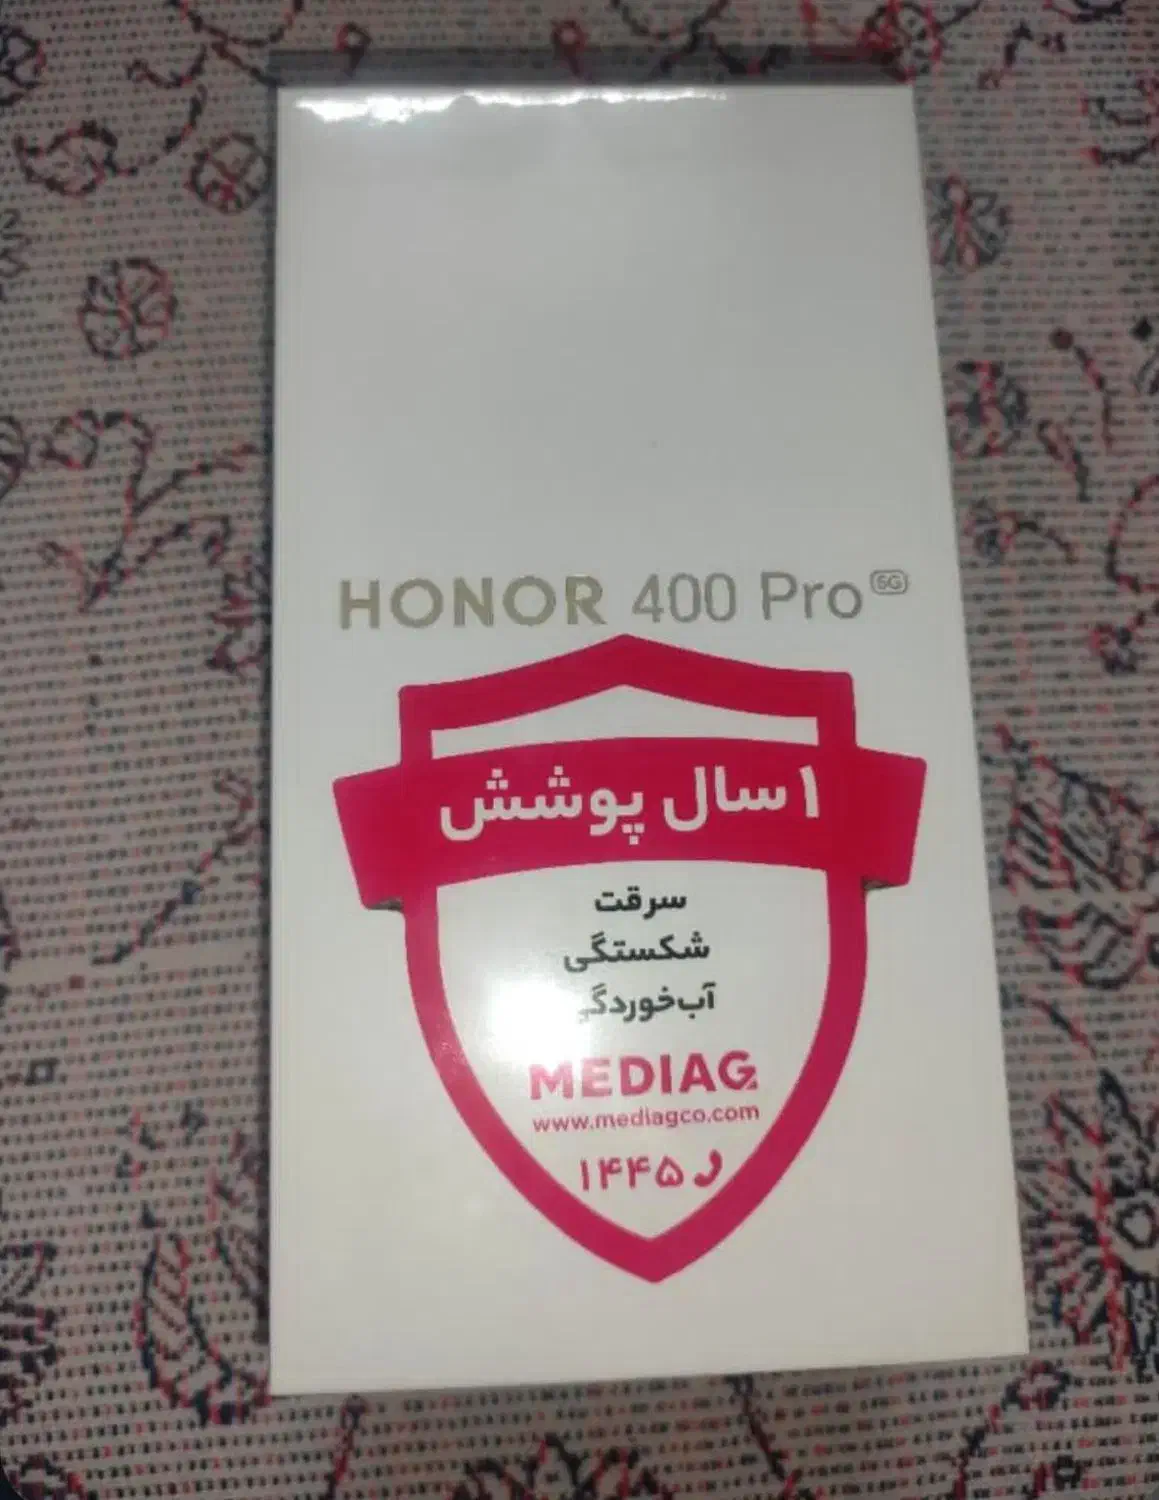 HONOR 400 Pro 5G
۱ سال پوشش
سرقت
شکستگی
آب‌خوردگی
MEDIAG
www.mediagco.com
۱۴۴۵